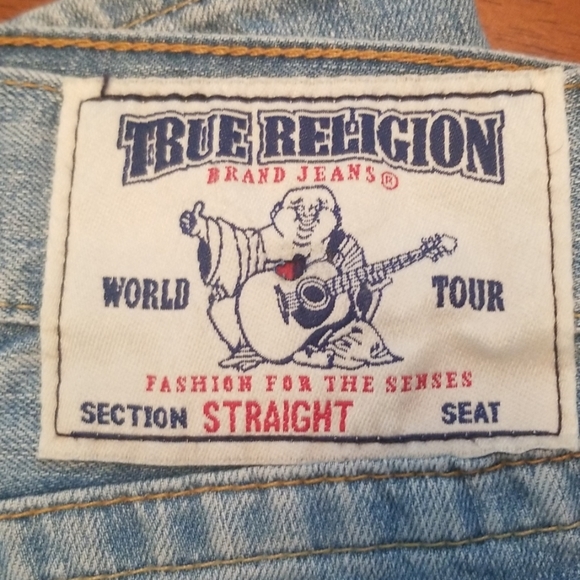 TRUE RELIGION
BRAND JEANS®
WORLD TOUR
FASHION FOR THE SENSES
SECTION STRAIGHT SEAT